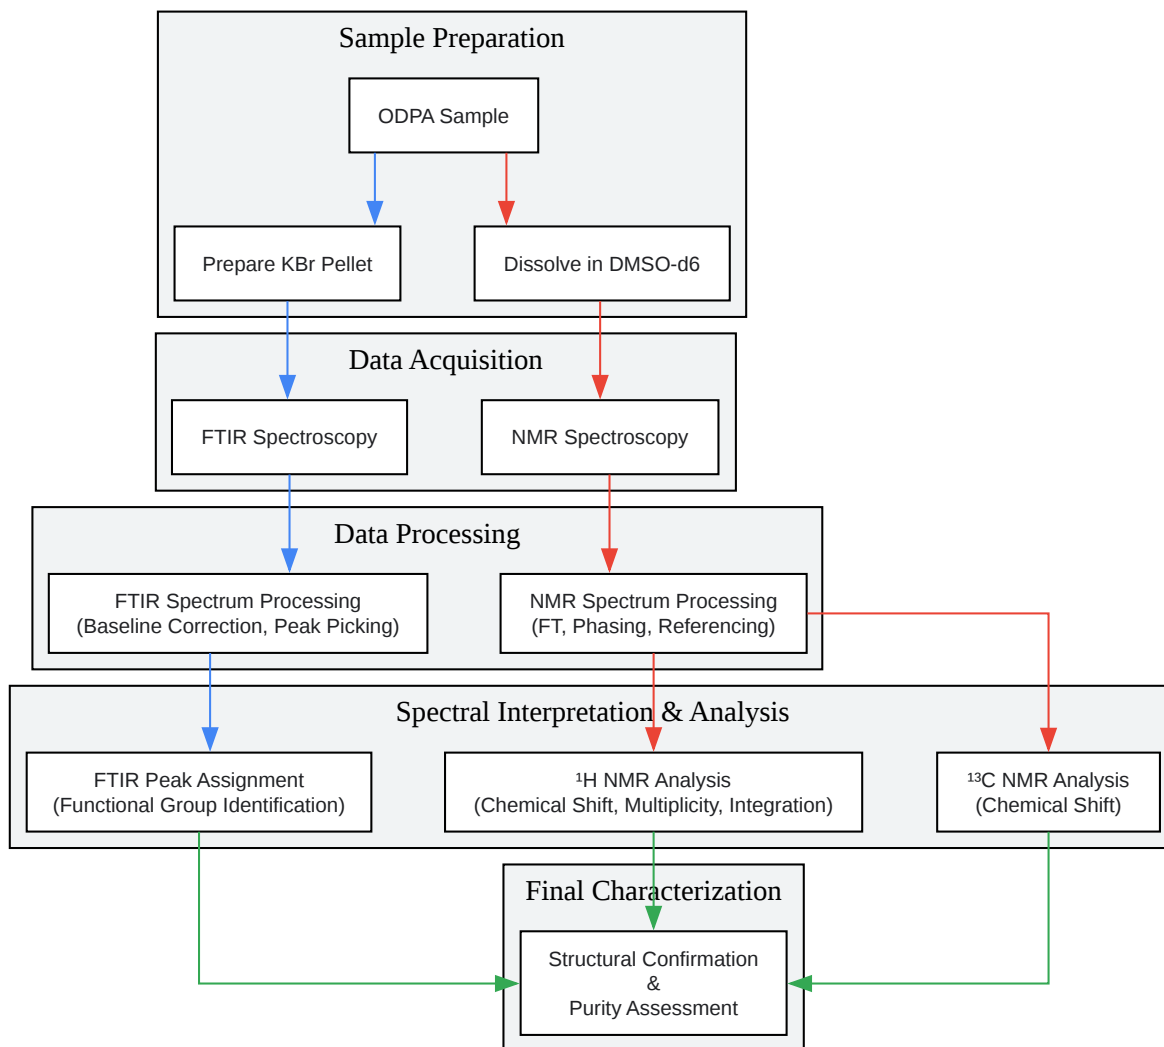 Sample Preparation
ODPA Sample
Prepare KBr Pellet
Dissolve in DMSO-d6
Data Acquisition
FTIR Spectroscopy
NMR Spectroscopy
Data Processing
FTIR Spectrum Processing
(Baseline Correction, Peak Picking)
NMR Spectrum Processing
(FT, Phasing, Referencing)
Spectral Interpretation & Analysis
FTIR Peak Assignment
(Functional Group Identification)
¹H NMR Analysis
(Chemical Shift, Multiplicity, Integration)
¹³C NMR Analysis
(Chemical Shift)
Final Characterization
Structural Confirmation
&
Purity Assessment